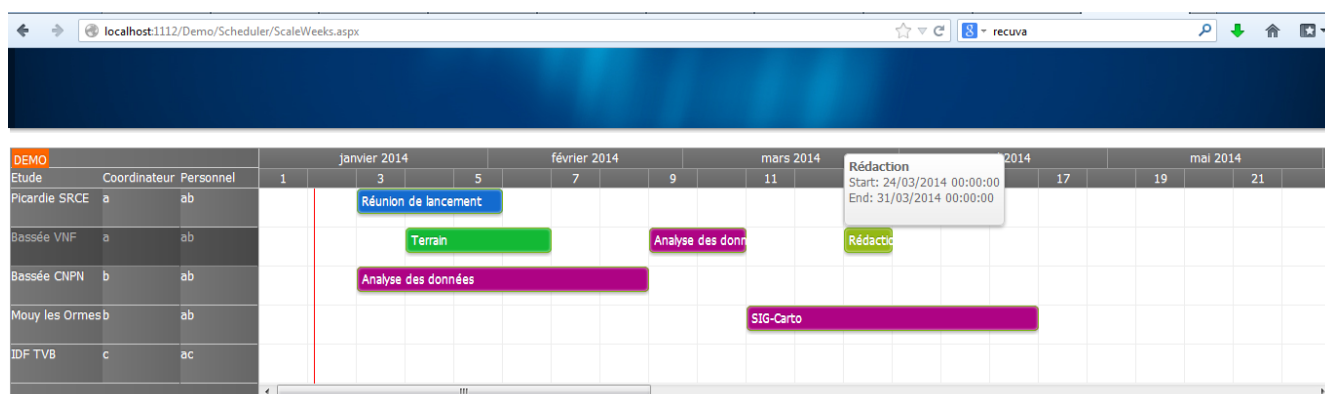 localhost:1112/Demo/Scheduler/ScaleWeeks.aspx
8 recuva
DEMO janvier 2014 février 2014 mars 2014 2014 mai 2014
Etude Coordinateur Personnel 1 3 5 7 9 11 17 19 21
Rédaction
Start: 24/03/2014 00:00:00
End: 31/03/2014 00:00:00
Picardie SRCE a ab Réunion de lancement
Bassée VNF a ab Terrain Analyse des donn Rédactio
Bassée CNPN b ab Analyse des données
Mouy les Ormes b ab SIG-Carto
IDF TVB c ac